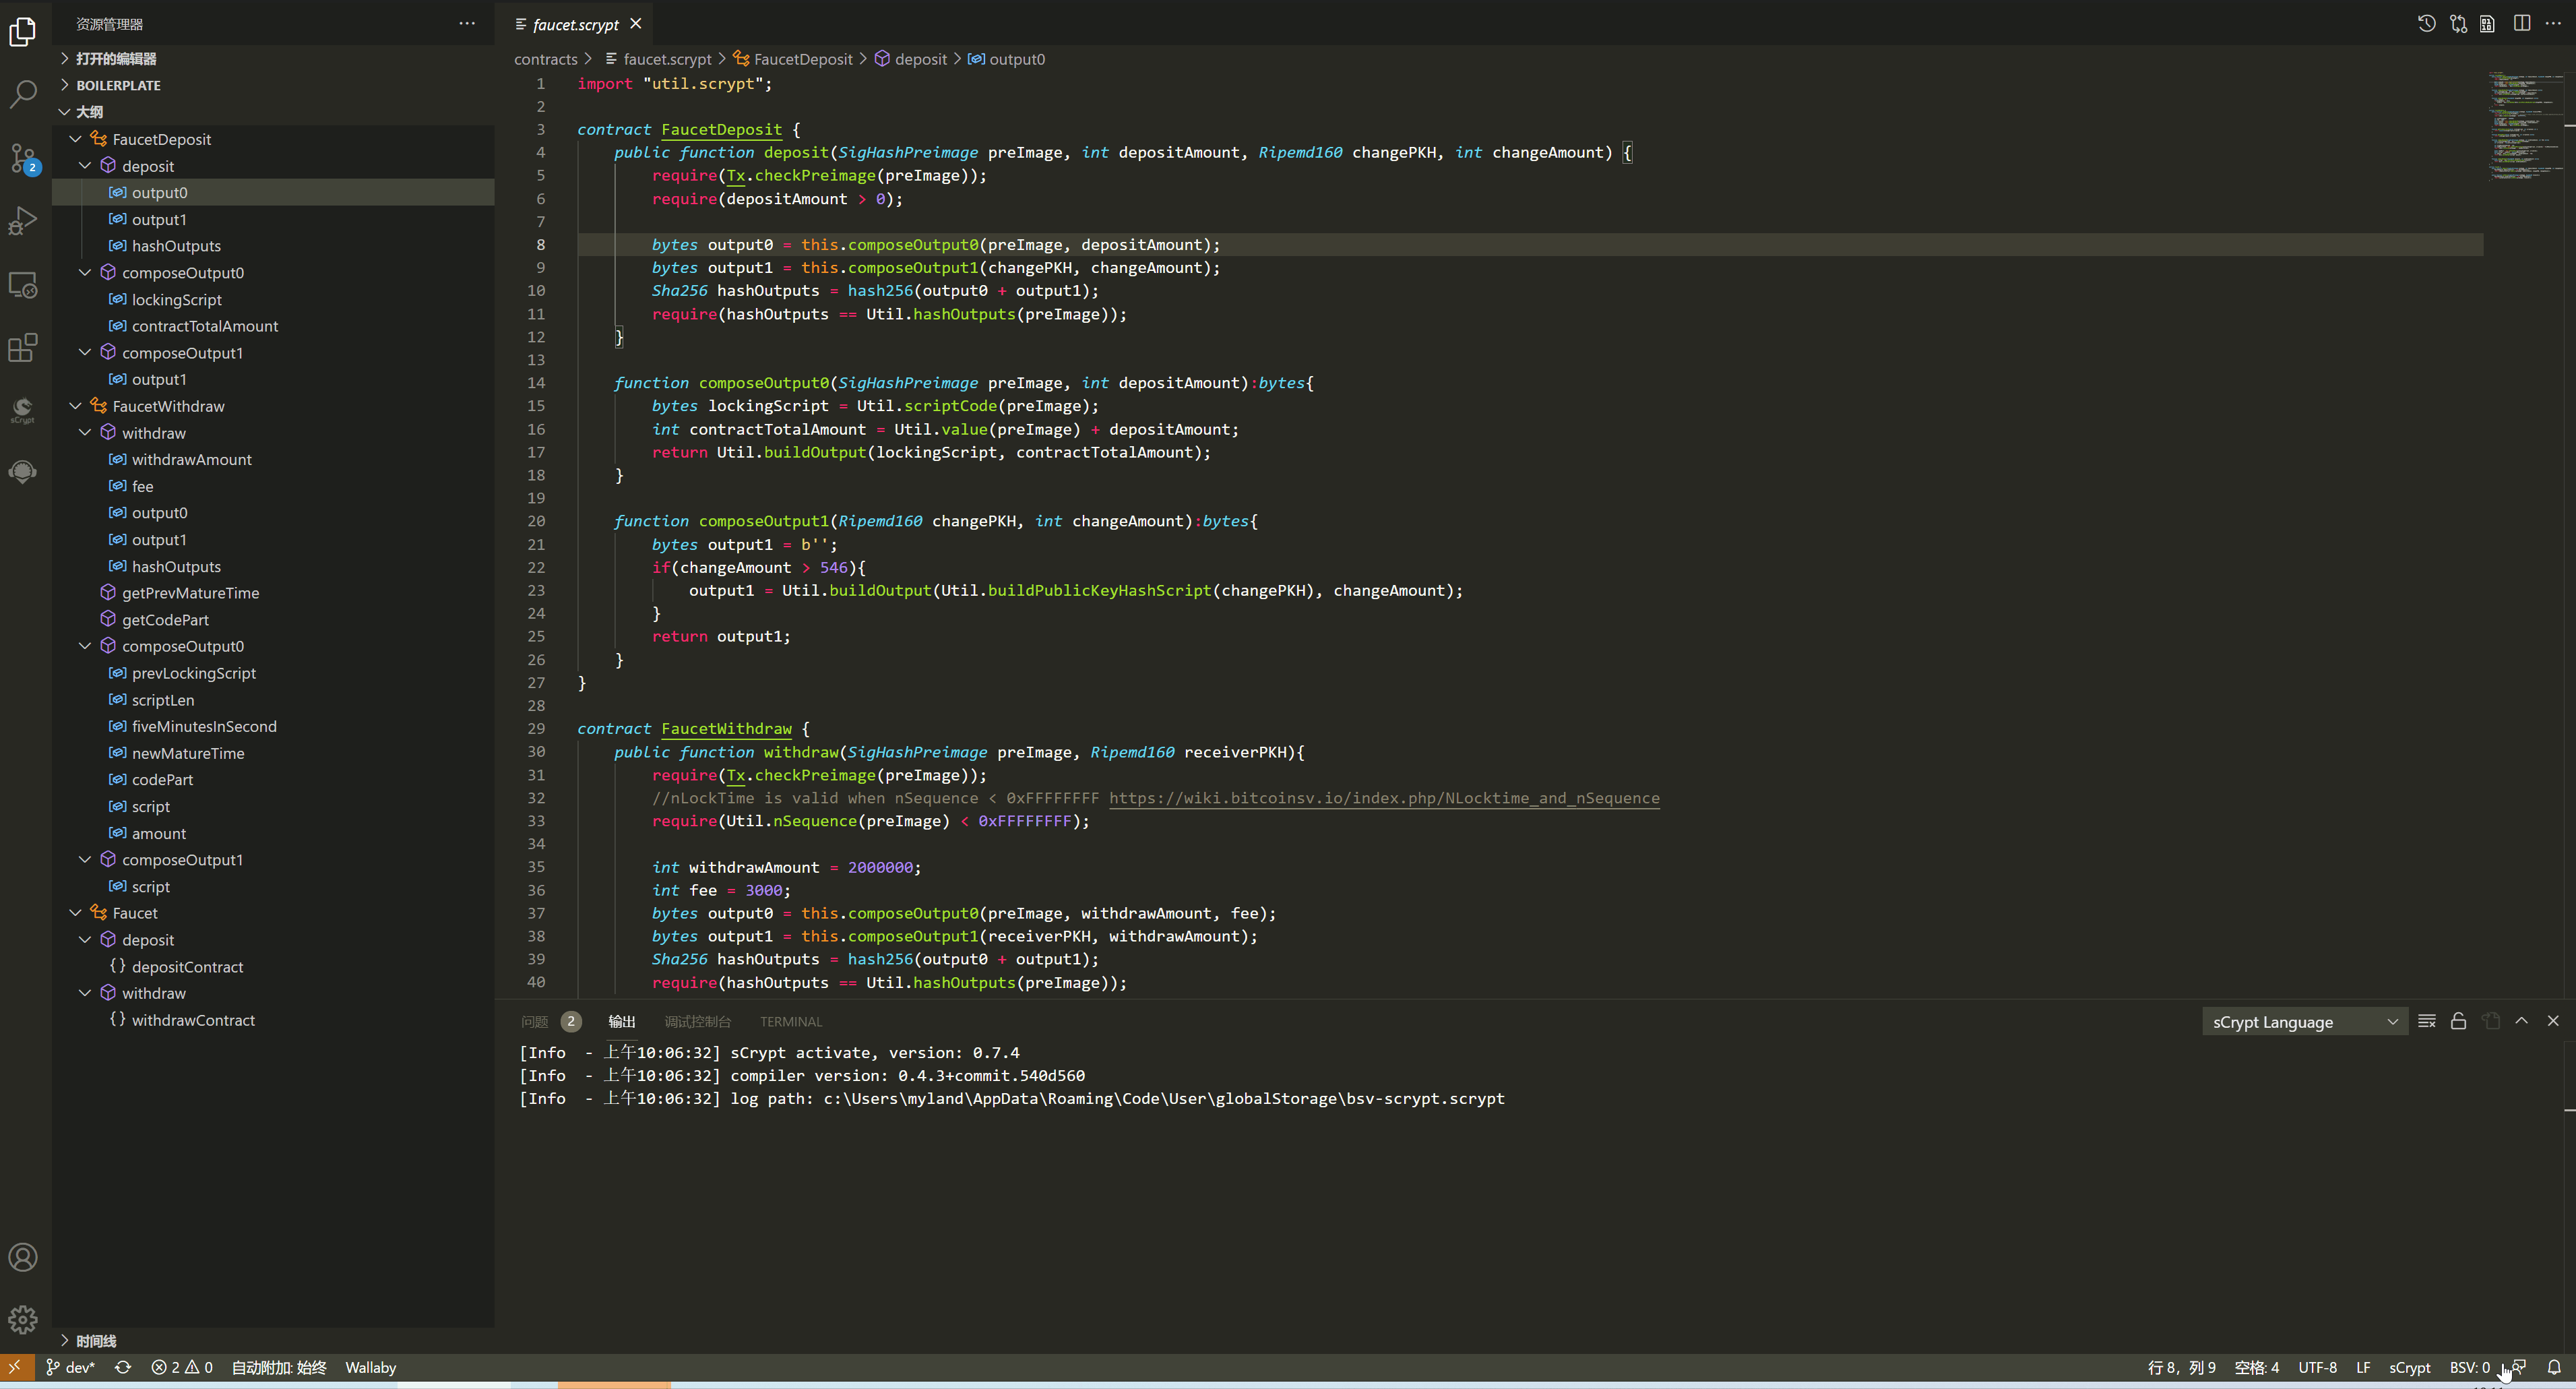 资源管理器
faucet.scrypt
打开的编辑器
BOILERPLATE
大纲
FaucetDeposit
deposit
output0
output1
hashOutputs
composeOutput0
lockingScript
contractTotalAmount
composeOutput1
output1
FaucetWithdraw
withdraw
withdrawAmount
fee
output0
output1
hashOutputs
getPrevMatureTime
getCodePart
composeOutput0
prevLockingScript
scriptLen
fiveMinutesInSecond
newMatureTime
codePart
script
amount
composeOutput1
script
Faucet
deposit
depositContract
withdraw
withdrawContract
时间线
2
sCrypt
contracts > faucet.scrypt > FaucetDeposit > deposit > output0
1 import "util.scrypt";
2
3 contract FaucetDeposit {
4 public function deposit(SigHashPreimage preImage, int depositAmount, Ripemd160 changePKH, int changeAmount) {
5 require(Tx.checkPreimage(preImage));
6 require(depositAmount > 0);
7
8 bytes output0 = this.composeOutput0(preImage, depositAmount);
9 bytes output1 = this.composeOutput1(changePKH, changeAmount);
10 Sha256 hashOutputs = hash256(output0 + output1);
11 require(hashOutputs == Util.hashOutputs(preImage));
12 }
13
14 function composeOutput0(SigHashPreimage preImage, int depositAmount):bytes{
15 bytes lockingScript = Util.scriptCode(preImage);
16 int contractTotalAmount = Util.value(preImage) + depositAmount;
17 return Util.buildOutput(lockingScript, contractTotalAmount);
18 }
19
20 function composeOutput1(Ripemd160 changePKH, int changeAmount):bytes{
21 bytes output1 = b'';
22 if(changeAmount > 546){
23 output1 = Util.buildOutput(Util.buildPublicKeyHashScript(changePKH), changeAmount);
24 }
25 return output1;
26 }
27 }
28
29 contract FaucetWithdraw {
30 public function withdraw(SigHashPreimage preImage, Ripemd160 receiverPKH){
31 require(Tx.checkPreimage(preImage));
32 //nLockTime is valid when nSequence < 0xFFFFFFFF https://wiki.bitcoinsv.io/index.php/NLocktime_and_nSequence
33 require(Util.nSequence(preImage) < 0xFFFFFFFF);
34
35 int withdrawAmount = 2000000;
36 int fee = 3000;
37 bytes output0 = this.composeOutput0(preImage, withdrawAmount, fee);
38 bytes output1 = this.composeOutput1(receiverPKH, withdrawAmount);
39 Sha256 hashOutputs = hash256(output0 + output1);
40 require(hashOutputs == Util.hashOutputs(preImage));
问题 2 输出 调试控制台 TERMINAL sCrypt Language
[Info - 上午10:06:32] sCrypt activate, version: 0.7.4
[Info - 上午10:06:32] compiler version: 0.4.3+commit.540d560
[Info - 上午10:06:32] log path: c:\Users\myland\AppData\Roaming\Code\User\globalStorage\bsv-scrypt.scrypt
dev* 2 0 自动附加: 始终 Wallaby 行 8，列 9 空格: 4 UTF-8 LF sCrypt BSV: 0